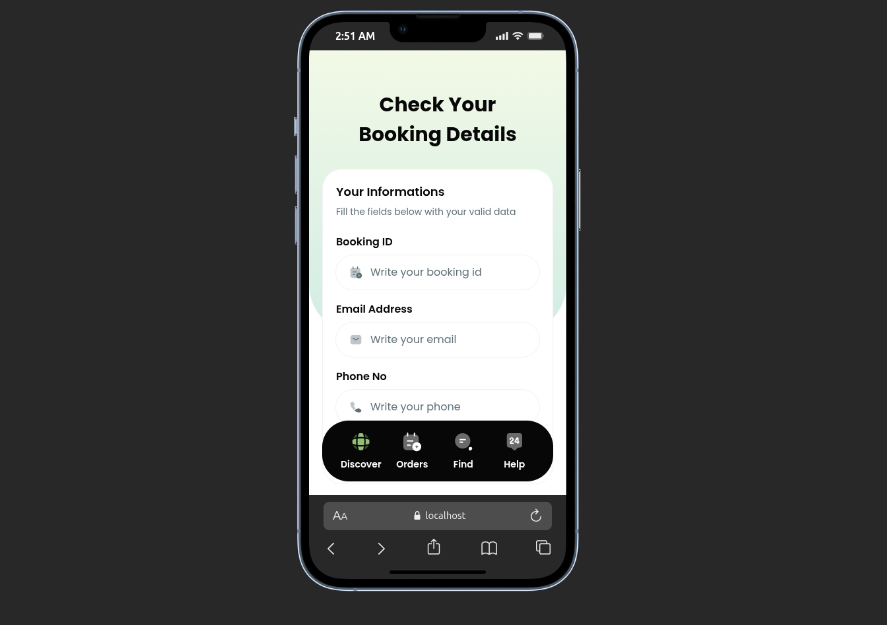 2:51 AM
Check Your
Booking Details
Your Informations
Fill the fields below with your valid data
Booking ID
Write your booking id
Email Address
Write your email
Phone No
Write your phone
24
Discover Orders Find Help
AA localhost